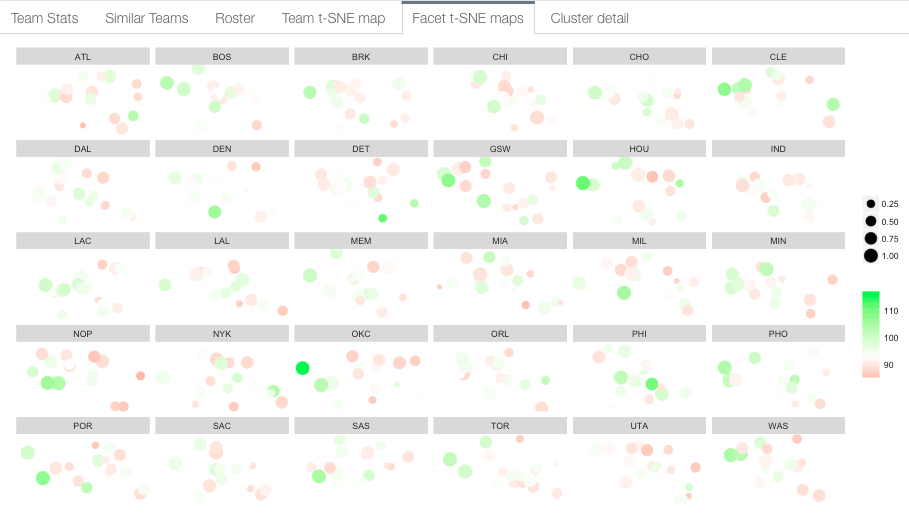 Team Stats Similar Teams Roster Team t-SNE map Facet t-SNE maps Cluster detail
ATL BOS BRK CHI CHO CLE
DAL DEN DET GSW HOU IND
0.25
0.50
LAC LAL MEM MIA MIL MIN
0.75
1.00
110
NOP NYK OKC ORL PHI PHO
100
90
POR SAC SAS TOR UTA WAS